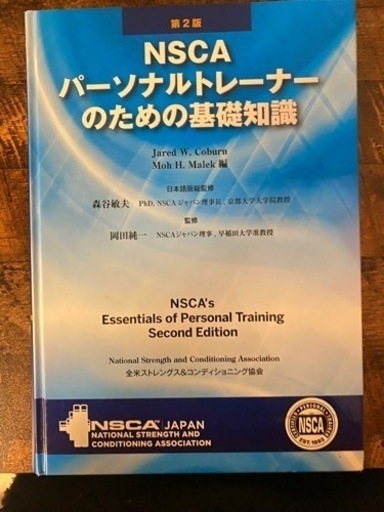 第2版
NSCA
パーソナルトレーナー
のための基礎知識
Jared W. Coburn
Moh H. Malek 編
日本語版総監修
森谷敏夫 PhD, NSCA ジャパン理事長、京都大学大学院教授
監修
岡田純一 NSCAジャパン理事、早稲田大学准教授
NSCA's
Essentials of Personal Training
Second Edition
National Strength and Conditioning Association
全米ストレングス&コンディショニング協会
NSCA JAPAN
NATIONAL STRENGTH AND
CONDITIONING ASSOCIATION
NSCA
EST. 1993